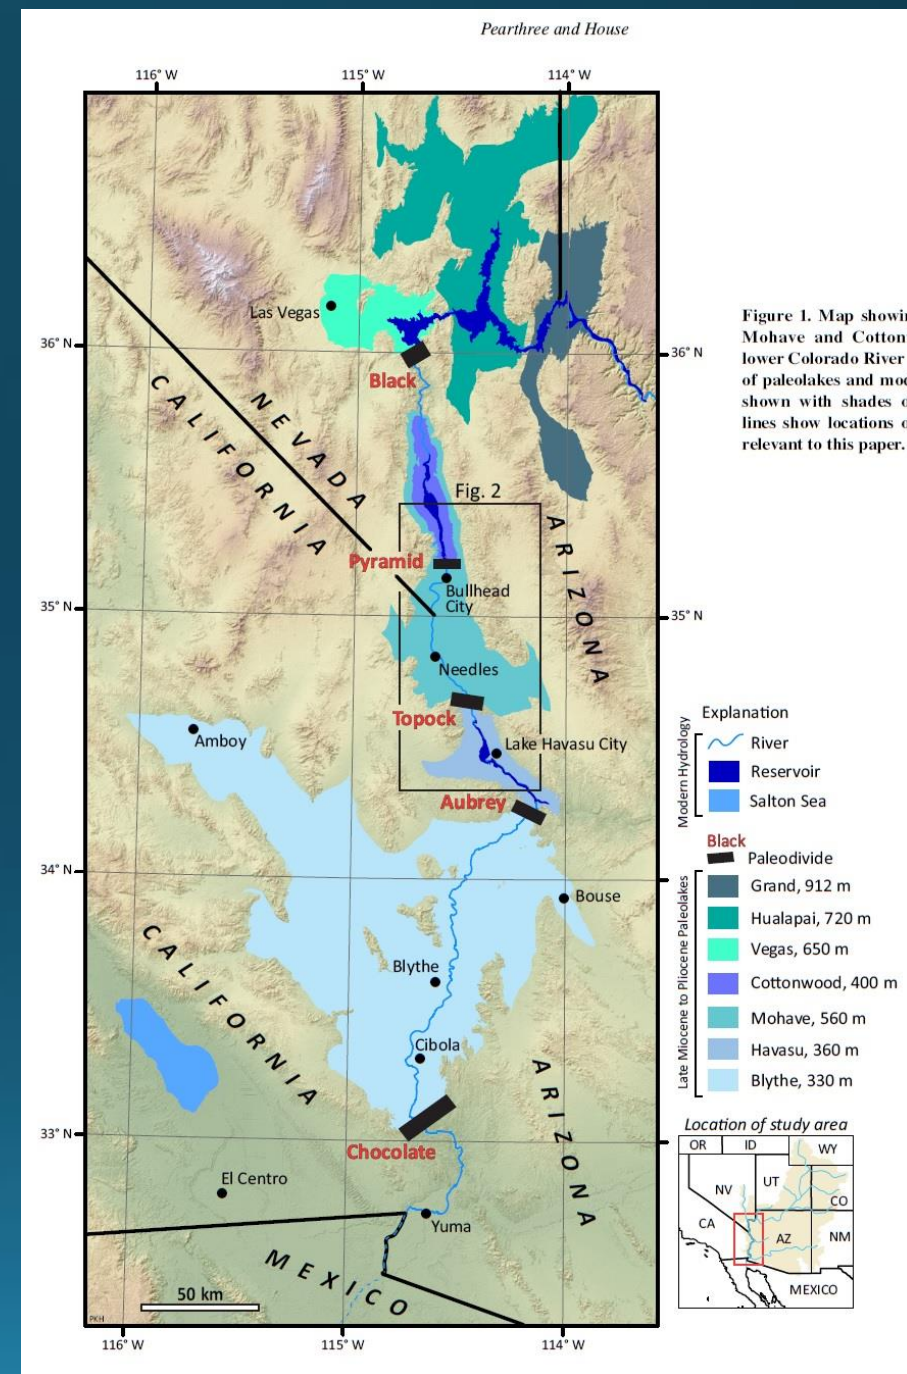 Pearthree and House
116° W
115° W
114° W
Las Vegas
36° N
36° N
Black
NEVADA
CALIFORNIA
Fig. 2
Pyramid
ARIZONA
Bullhead
City
35° N
35° N
Needles
Topock
Amboy
Lake Havasu City
Aubrey
34° N
Bouse
CALIFORNIA
Blythe
Cibola
ARIZONA
33° N
Chocolate
El Centro
Yuma
MEXICO
50 km
PKH
116° W
115° W
114° W
Figure 1. Map showin
Mohave and Cotton
lower Colorado River
of paleolakes and mod
shown with shades o
lines show locations o
relevant to this paper.
Explanation
Modern Hydrology
River
Reservoir
Salton Sea
Black
Paleodivide
Late Miocene to Pliocene Paleolakes
Grand, 912 m
Hualapai, 720 m
Vegas, 650 m
Cottonwood, 400 m
Mohave, 560 m
Havasu, 360 m
Blythe, 330 m
Location of study area
OR
ID
WY
NV
UT
CO
CA
AZ
NM
MEXICO